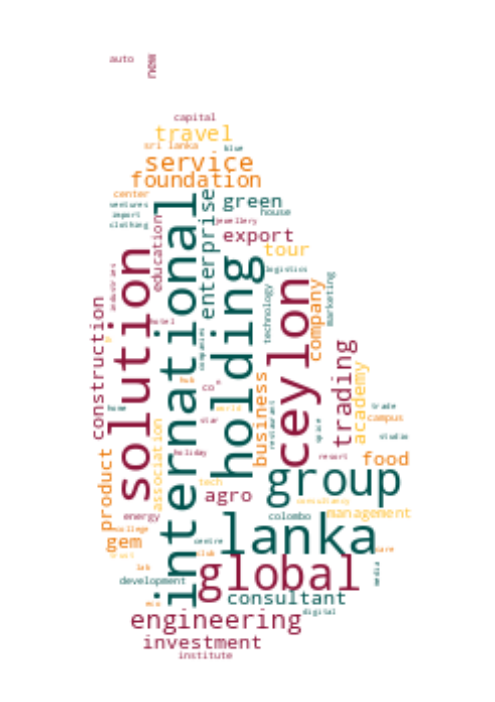 auto
new
capital
travel
sri lanka
blue
service
foundation
center
ventures
green
import
house
clothing
jewellery
education
enterprise
export
tour
industries
logistics
international
holding
solution
ceylon
company
marketing
technology
construction
hotel
companies
trading
academy
hub
co
business
home
world
star
restaurant
space
trade
campus
studio
association
holiday
resort
food
product
tech
group
agro
consultancy
energy
colombo
management
college
lanka
gem
centre
club
care
trust
lab
global
media
development
eco
consultant
digital
engineering
investment
institute